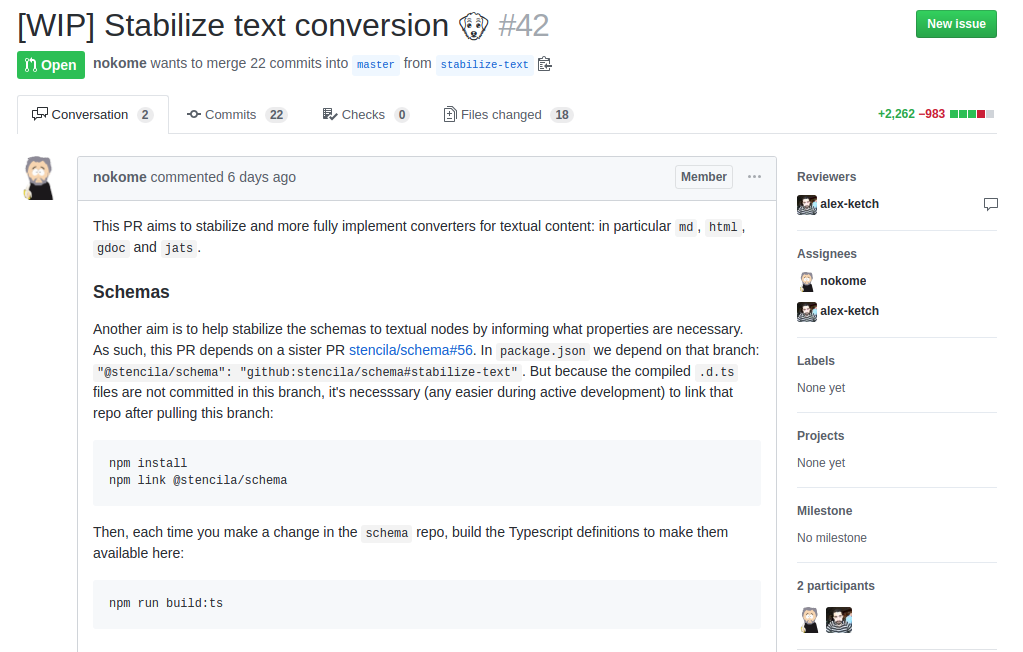 [WIP] Stabilize text conversion #42
New issue
Open nokome wants to merge 22 commits into master from stabilize-text
Conversation 2 Commits 22 Checks 0 Files changed 18 +2,262 −983
nokome commented 6 days ago Member
This PR aims to stabilize and more fully implement converters for textual content: in particular md, html,
gdoc and jats.
Schemas
Another aim is to help stabilize the schemas to textual nodes by informing what properties are necessary.
As such, this PR depends on a sister PR stencila/schema#56. In package.json we depend on that branch:
"@stencila/schema": "github:stencila/schema#stabilize-text". But because the compiled .d.ts
files are not committed in this branch, it's necesssary (any easier during active development) to link that
repo after pulling this branch:
npm install
npm link @stencila/schema
Then, each time you make a change in the schema repo, build the Typescript definitions to make them
available here:
npm run build:ts
Reviewers
alex-ketch
Assignees
nokome
alex-ketch
Labels
None yet
Projects
None yet
Milestone
No milestone
2 participants